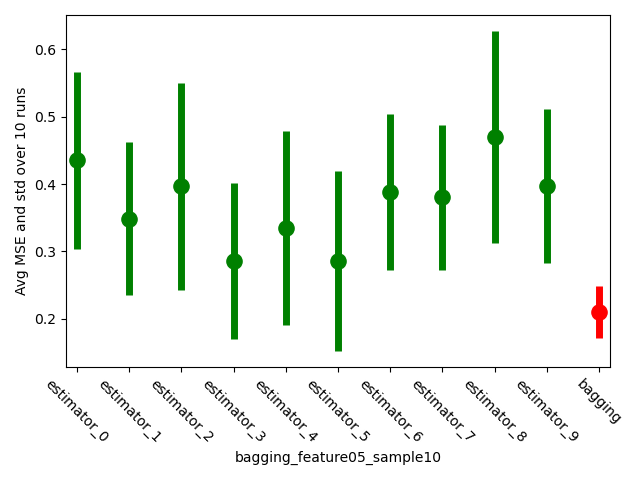 Avg MSE and std over 10 runs
0.6
0.5
0.4
0.3
0.2
estimator_0
estimator_1
estimator_2
estimator_3
estimator_4
estimator_5
estimator_6
estimator_7
estimator_8
estimator_9
bagging
bagging_feature05_sample10